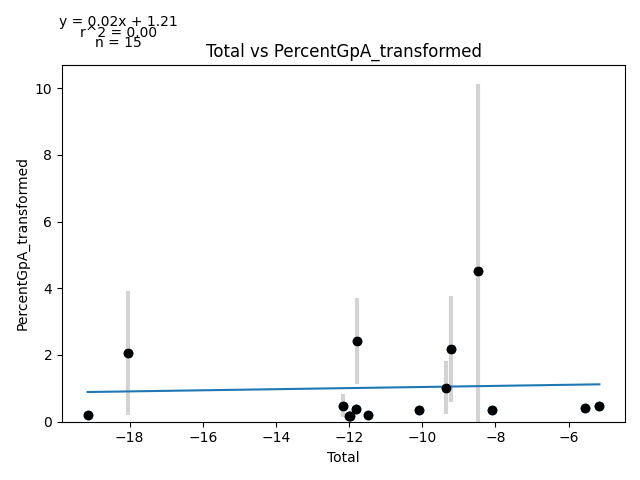 y = 0.02x + 1.21
r^2 = 0.00
n = 15
Total vs PercentGpA_transformed
10
8
6
4
2
0
PercentGpA_transformed
−18
−16
−14
−12
−10
−8
−6
Total